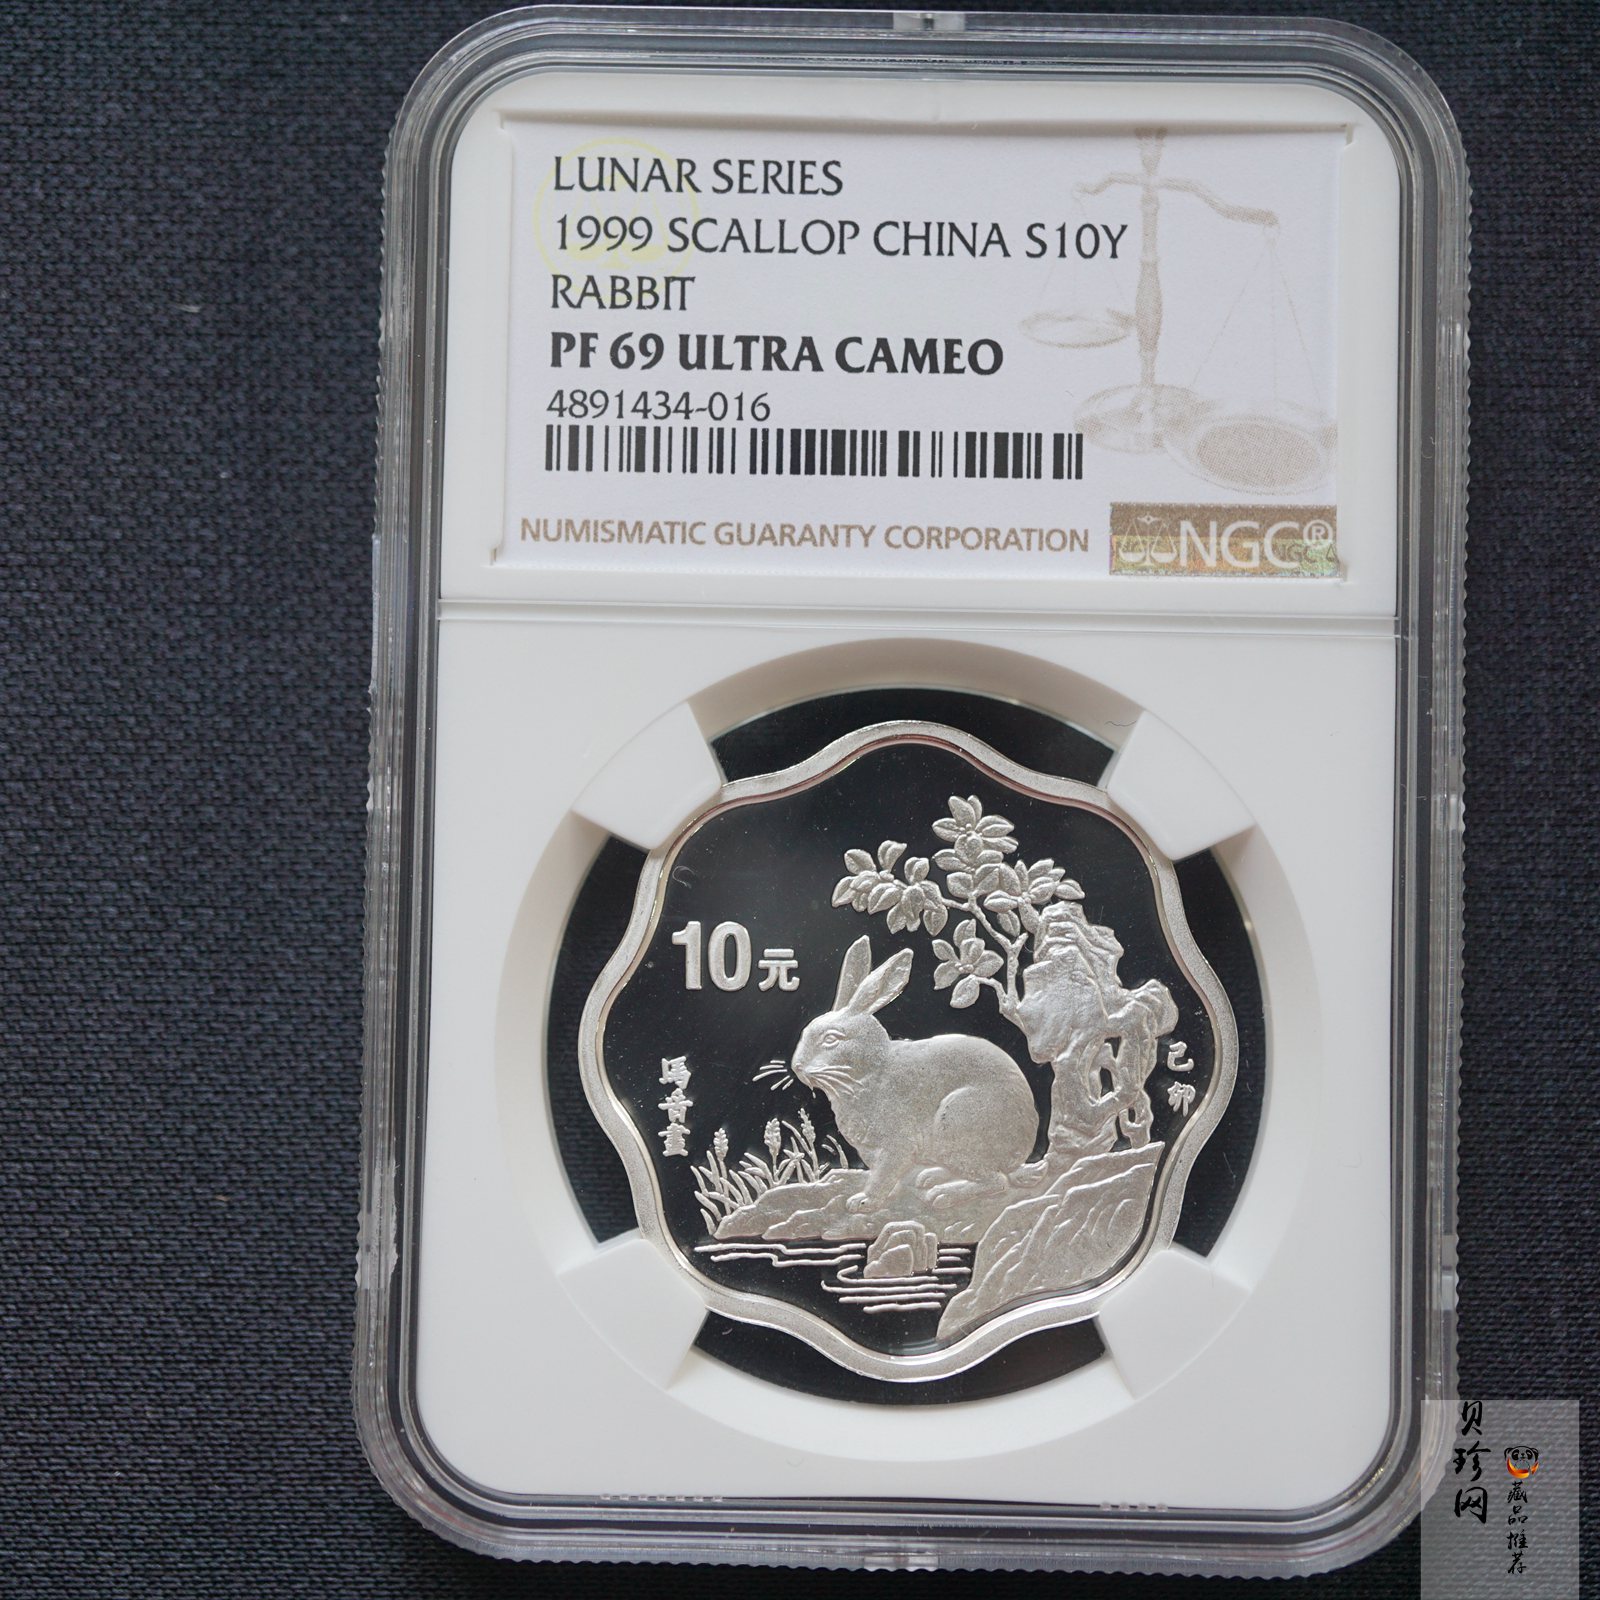 LUNAR SERIES
1999 SCALLOP CHINA S10Y
RABBIT
PF 69 ULTRA CAMEO
4891434-016
NUMISMATIC GUARANTY CORPORATION
NGC®
10元
馬晋畫
己卯
贝珍网
藏品推荐